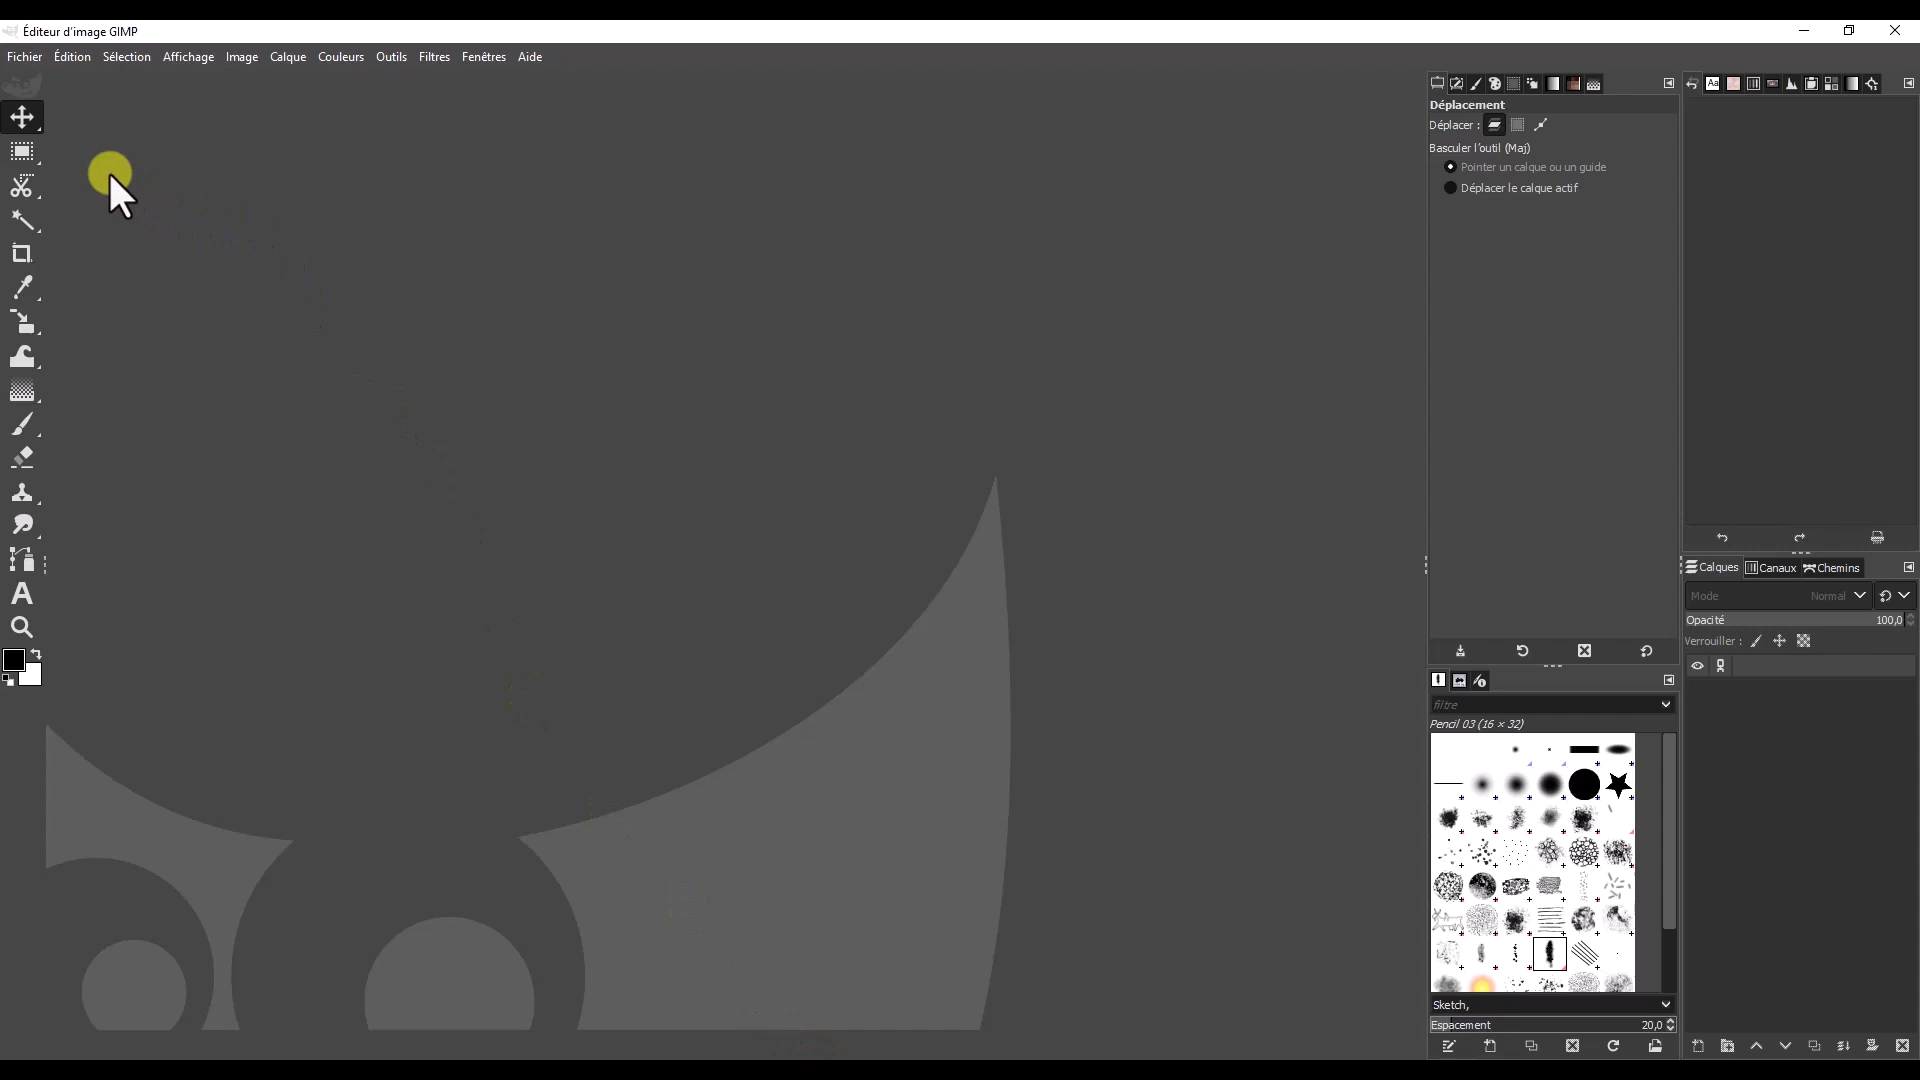 Éditeur d'image GIMP
Fichier Édition Sélection Affichage Image Calque Couleurs Outils Filtres Fenêtres Aide
Aa
Déplacement
Déplacer :
Basculer l'outil (Maj)
Pointer un calque ou un guide
Déplacer le calque actif
A
Calques Canaux Chemins
Mode Normal
Opacité 100,0
Verrouiller :
filtre
Pencil 03 (16 × 32)
Sketch,
Espacement 20,0